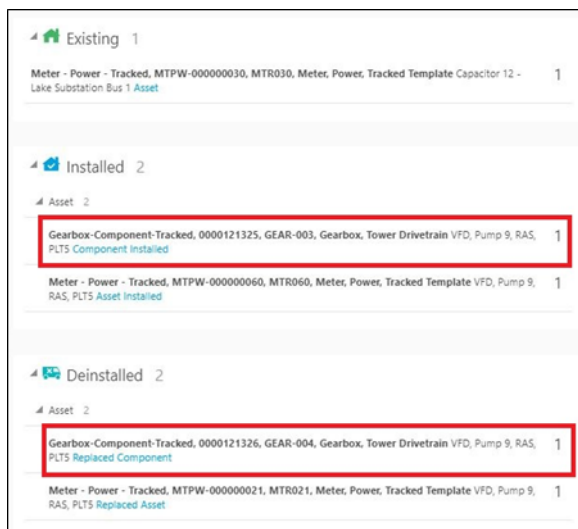 Existing 1
Meter - Power - Tracked, MTPW-000000030, MTR030, Meter, Power, Tracked Template Capacitor 12 - 1
Lake Substation Bus 1 Asset
Installed 2
Asset 2
Gearbox-Component-Tracked, 0000121325, GEAR-003, Gearbox, Tower Drivetrain VFD, Pump 9, RAS, 1
PLT5 Component Installed
Meter - Power - Tracked, MTPW-000000060, MTR060, Meter, Power, Tracked Template VFD, Pump 9, 1
RAS, PLT5 Asset Installed
Deinstalled 2
Asset 2
Gearbox-Component-Tracked, 0000121326, GEAR-004, Gearbox, Tower Drivetrain VFD, Pump 9, RAS, 1
PLT5 Replaced Component
Meter - Power - Tracked, MTPW-000000021, MTR021, Meter, Power, Tracked Template VFD, Pump 9, 1
RAS, PLT5 Replaced Asset